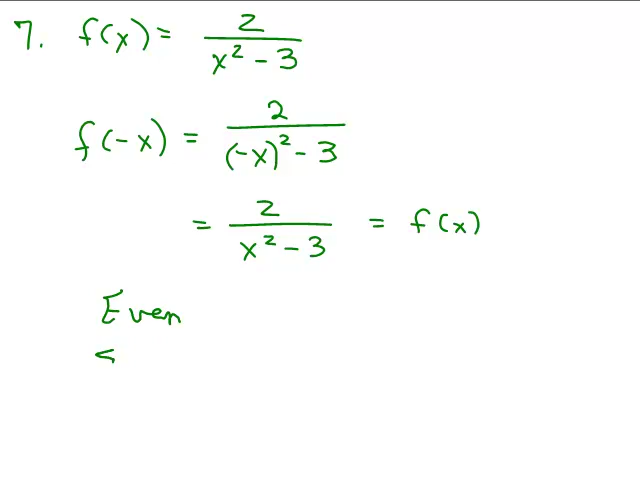 7. f(x) = 2 / (x² - 3)
f(-x) = 2 / ((-x)² - 3)
= 2 / (x² - 3) = f(x)
Even